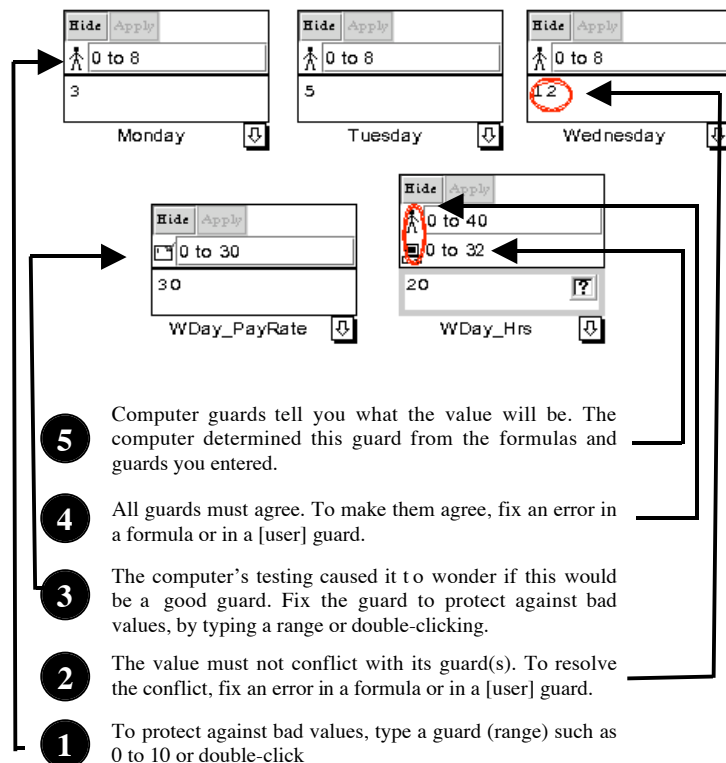 Hide Apply
0 to 8
3
Monday
Hide Apply
0 to 8
5
Tuesday
Hide Apply
0 to 8
12
Wednesday
Hide Apply
0 to 30
30
WDay_PayRate
Hide Apply
0 to 40
0 to 32
20 ?
WDay_Hrs
5 Computer guards tell you what the value will be. The
computer determined this guard from the formulas and
guards you entered.
4 All guards must agree. To make them agree, fix an error in
a formula or in a [user] guard.
3 The computer's testing caused it to wonder if this would
be a good guard. Fix the guard to protect against bad
values, by typing a range or double-clicking.
2 The value must not conflict with its guard(s). To resolve
the conflict, fix an error in a formula or in a [user] guard.
1 To protect against bad values, type a guard (range) such as
0 to 10 or double-click